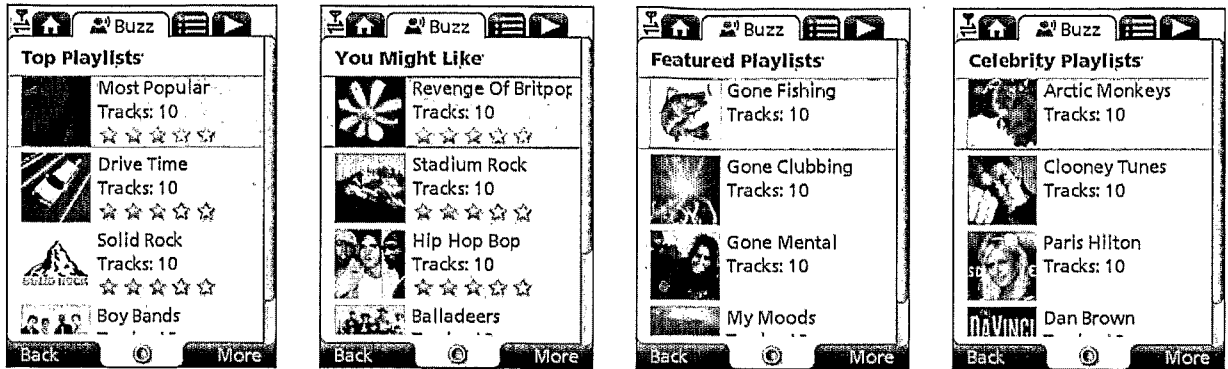 Buzz
Top Playlists
Most Popular
Tracks: 10
Drive Time
Tracks: 10
Solid Rock
Tracks: 10
SOLID ROCK
Boy Bands
Back
More
Buzz
You Might Like
Revenge Of Britpop
Tracks: 10
Stadium Rock
Tracks: 10
Hip Hop Bop
Tracks: 10
Balladeers
Back
More
Buzz
Featured Playlists
Gone Fishing
Tracks: 10
Gone Clubbing
Tracks: 10
Gone Mental
Tracks: 10
My Moods
Back
More
Buzz
Celebrity Playlists
Arctic Monkeys
Tracks: 10
Clooney Tunes
Tracks: 10
Paris Hilton
Tracks: 10
Dan Brown
DAVINCI
Back
More